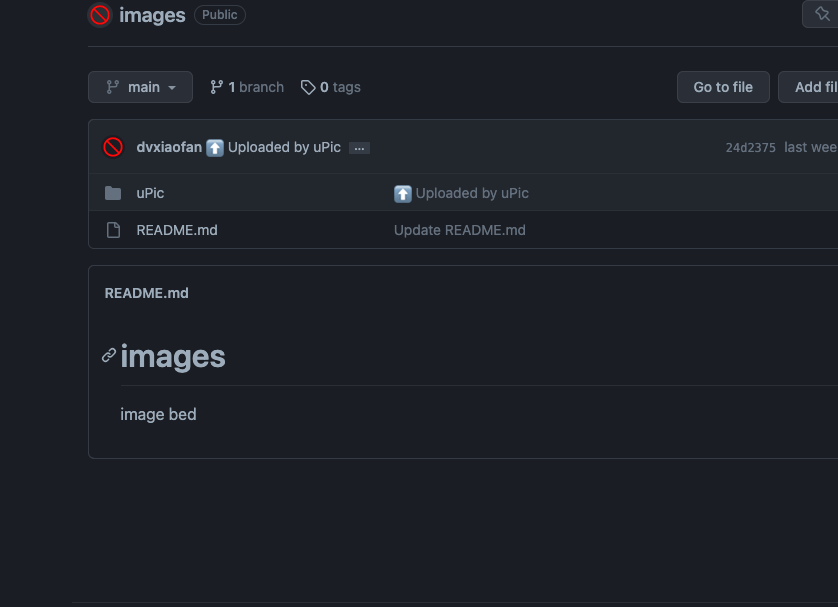 images Public
main 1 branch 0 tags Go to file Add fil
dvxiaofan ⬆️ Uploaded by uPic ... 24d2375 last wee
uPic ⬆️ Uploaded by uPic
README.md Update README.md
README.md
images
image bed